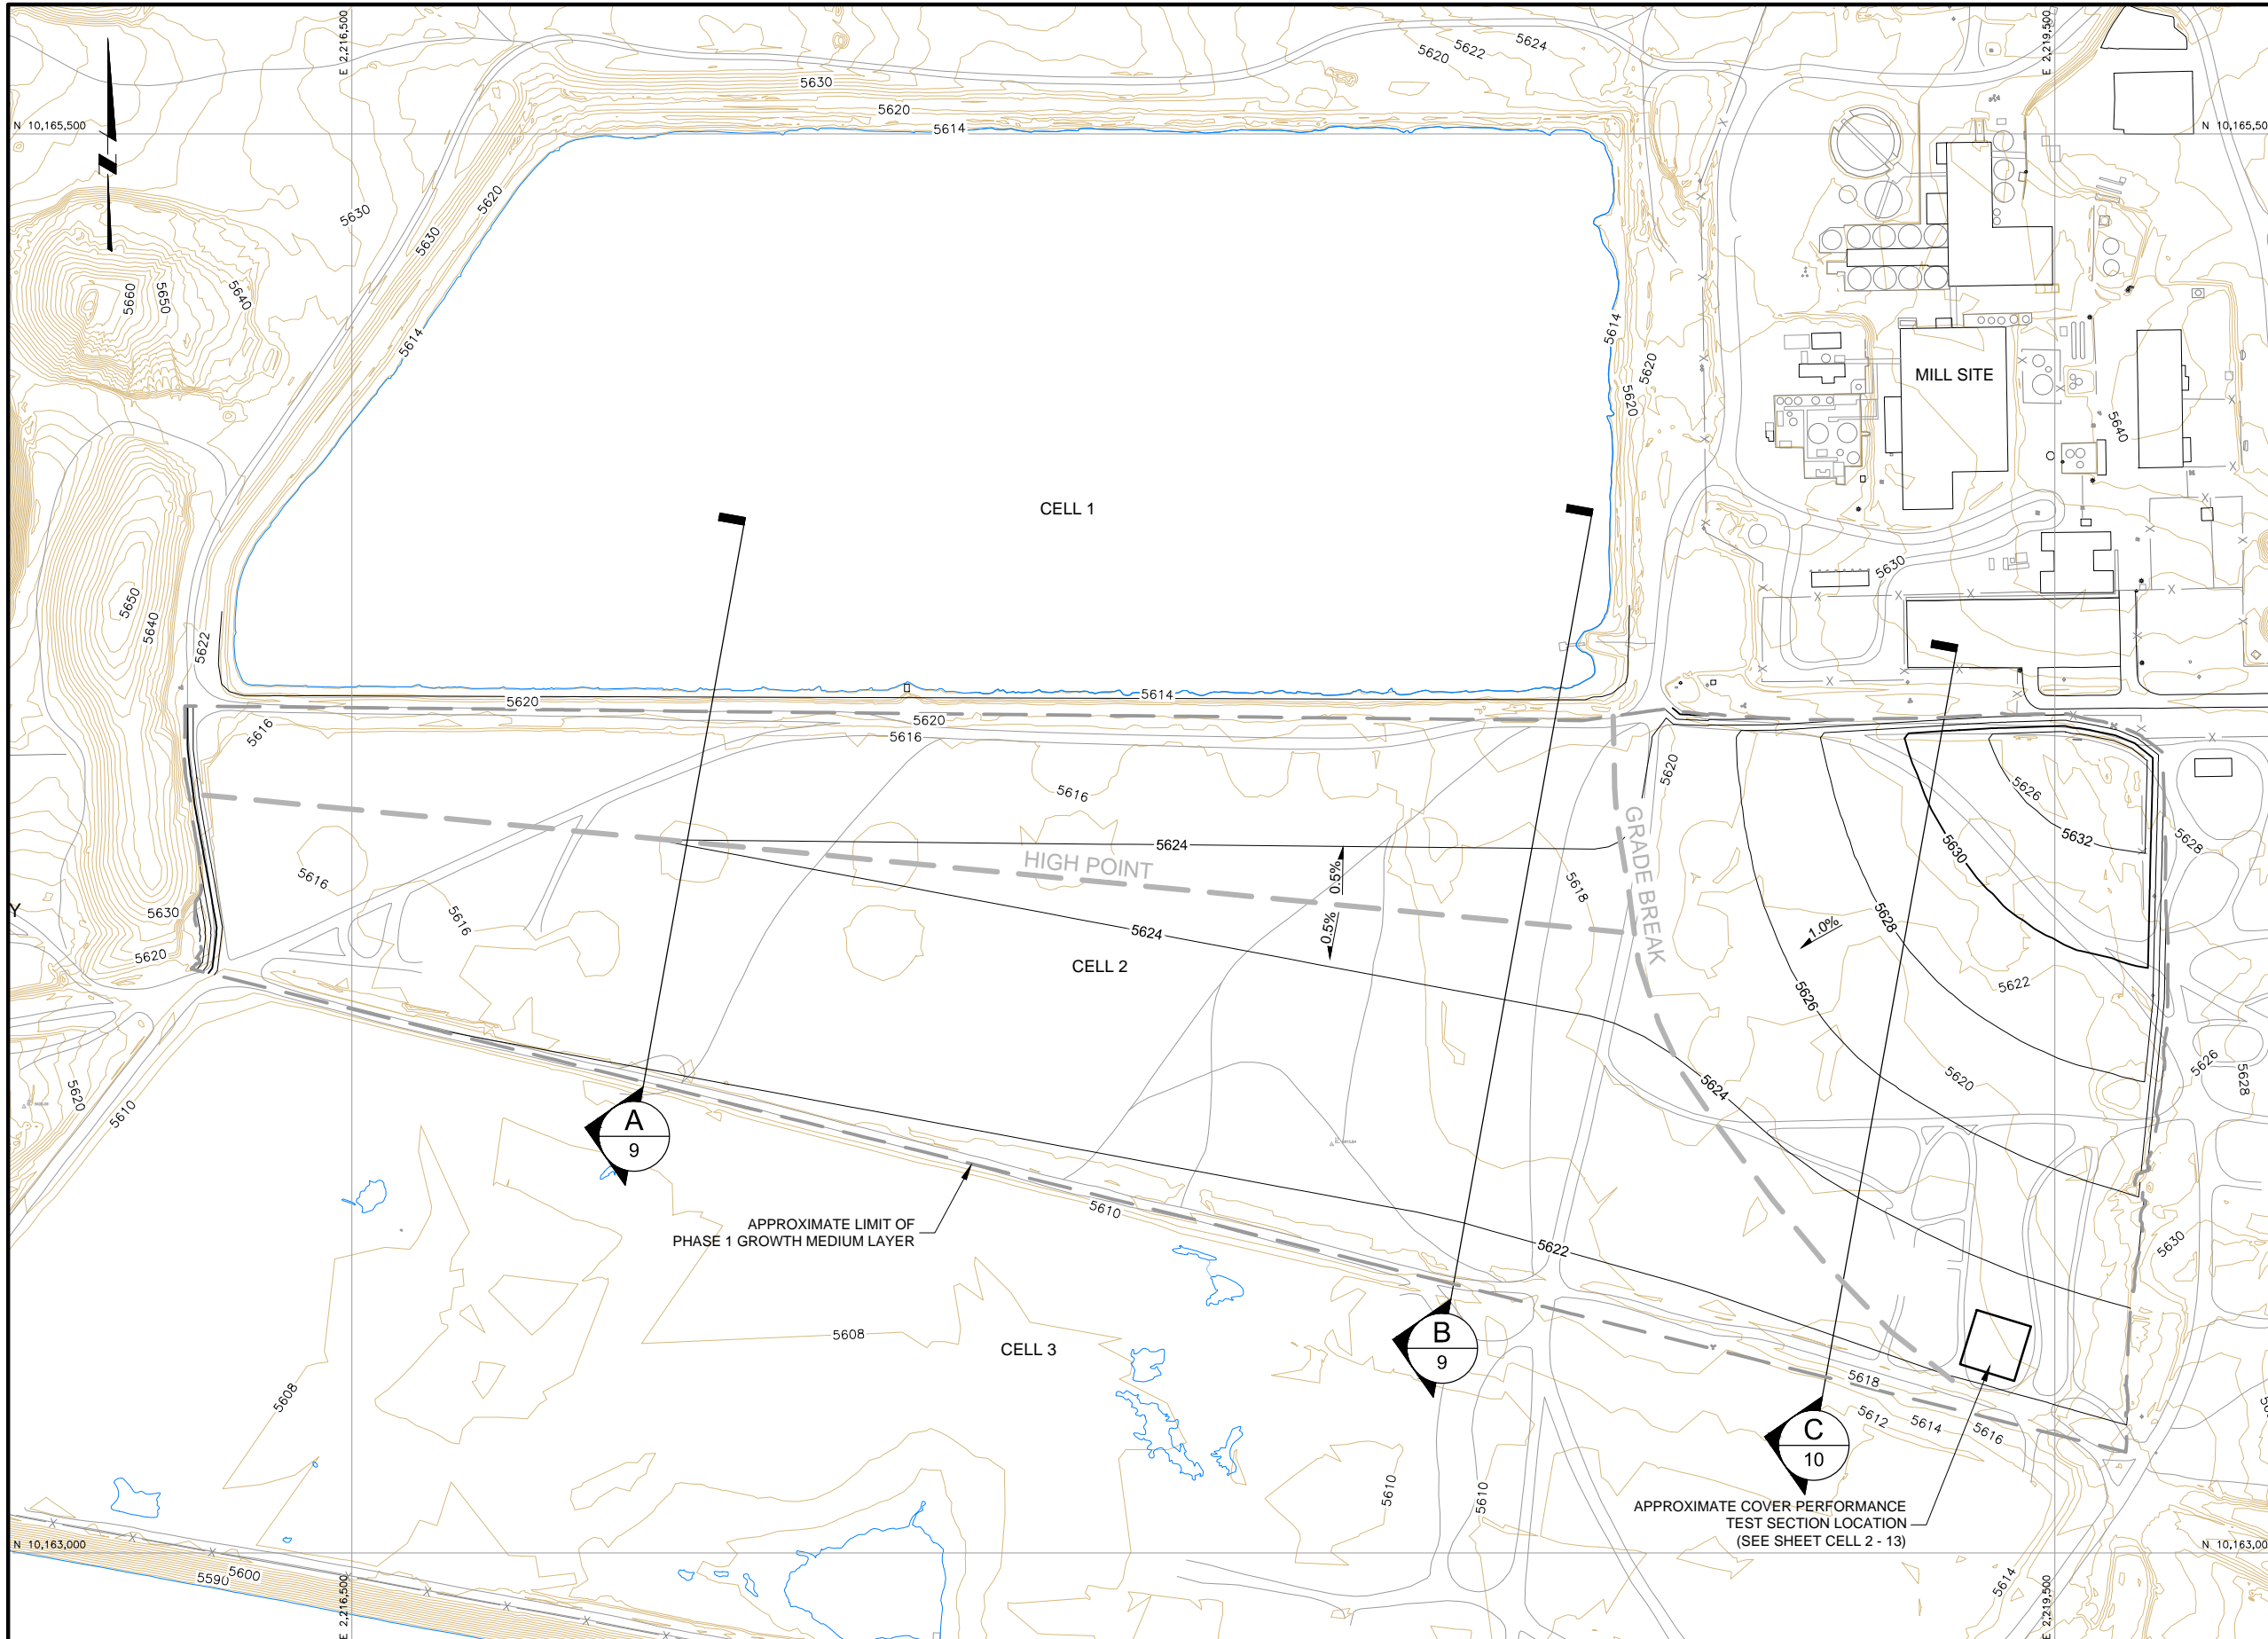 E 2,216,500
E 2,219,500
5620
5622
5624
5630
5620
5614
N 10,165,500
N 10,165,50
5630
5620
5630
5660
5650
5640
5614
5614
5620
5620
MILL SITE
5640
CELL 1
5630
5650
5640
5622
5614
5620
5620
5616
5616
5620
5616
5626
5632
5628
5630
5624
HIGH POINT
0.5%
GRADE BREAK
5616
5618
5630
5616
5624
0.5%
1.0%
5628
CELL 2
Y
5620
5622
5626
5620
5626
5628
5624
5620
5610
A
9
APPROXIMATE LIMIT OF
PHASE 1 GROWTH MEDIUM LAYER
5610
5622
5630
5608
CELL 3
B
9
5608
5618
5612
5614
5616
C
10
5610
5610
APPROXIMATE COVER PERFORMANCE
TEST SECTION LOCATION
(SEE SHEET CELL 2 - 13)
N 10,163,000
N 10,163,00
5590
5600
5614
E 2,216,500
E 2,219,500